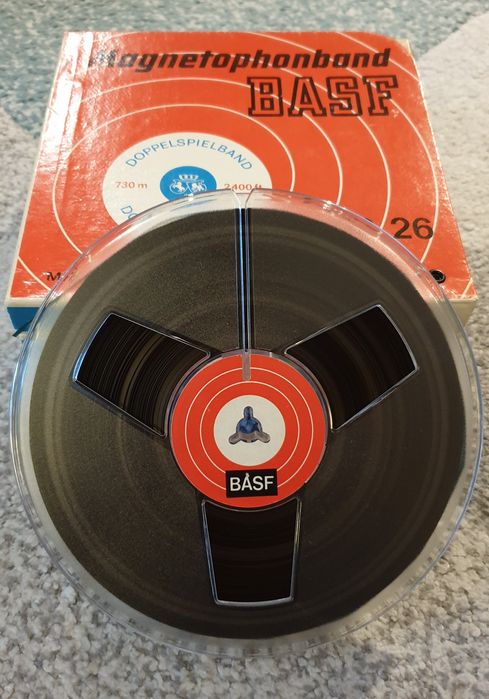 Magnetophonband
BASF
DOPPELSPIELBAND
730 m
2400 ft
26
BASF